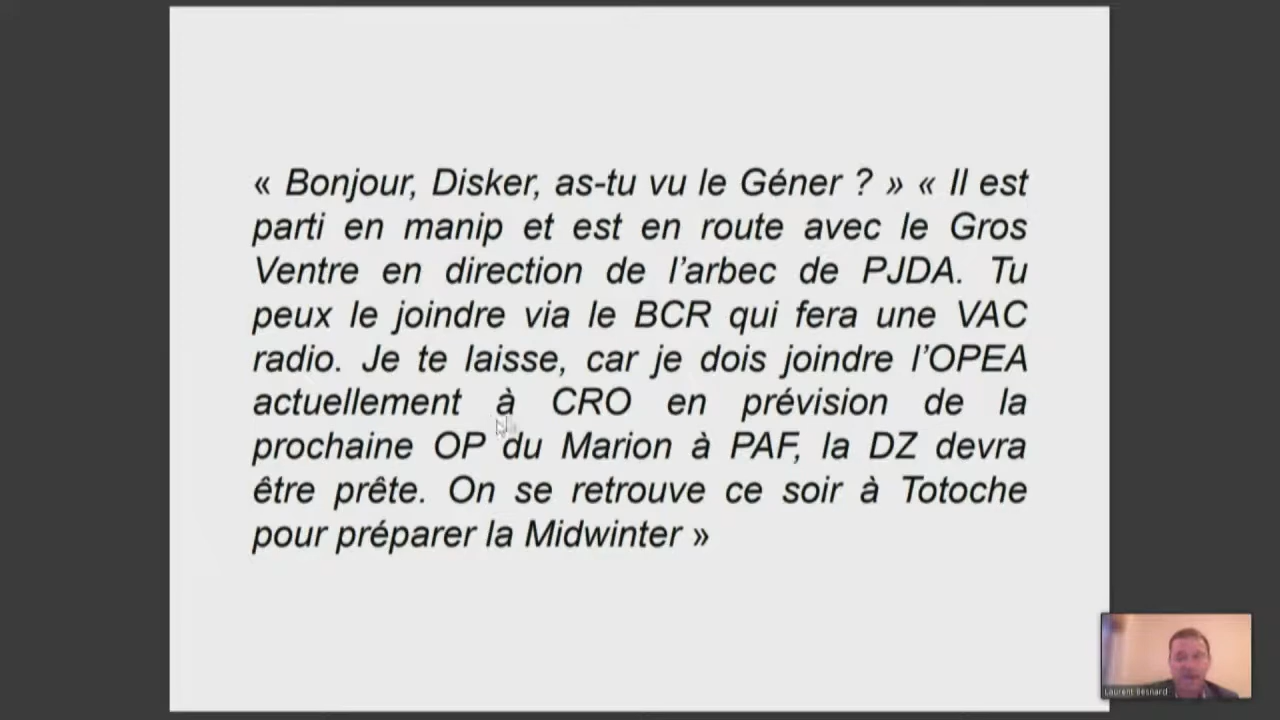 « Bonjour, Disker, as-tu vu le Géner ? » « Il est
parti en manip et est en route avec le Gros
Ventre en direction de l’arbec de PJDA. Tu
peux le joindre via le BCR qui fera une VAC
radio. Je te laisse, car je dois joindre l’OPEA
actuellement à CRO en prévision de la
prochaine OP du Marion à PAF, la DZ devra
être prête. On se retrouve ce soir à Totoche
pour préparer la Midwinter »
Laurent Besnard